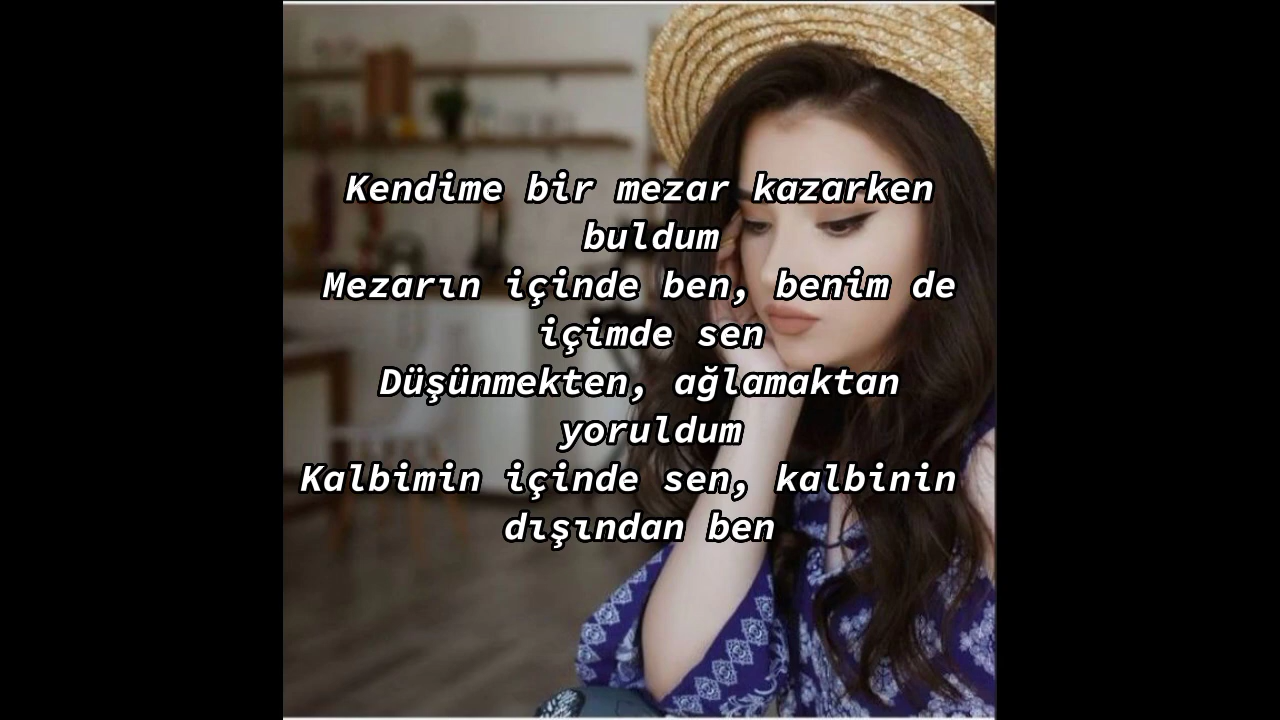 Kendime bir mezar kazarken
buldum
Mezarın içinde ben, benim de
içimde sen
Düşünmekten, ağlamaktan
yoruldum
Kalbimin içinde sen, kalbinin
dışından ben